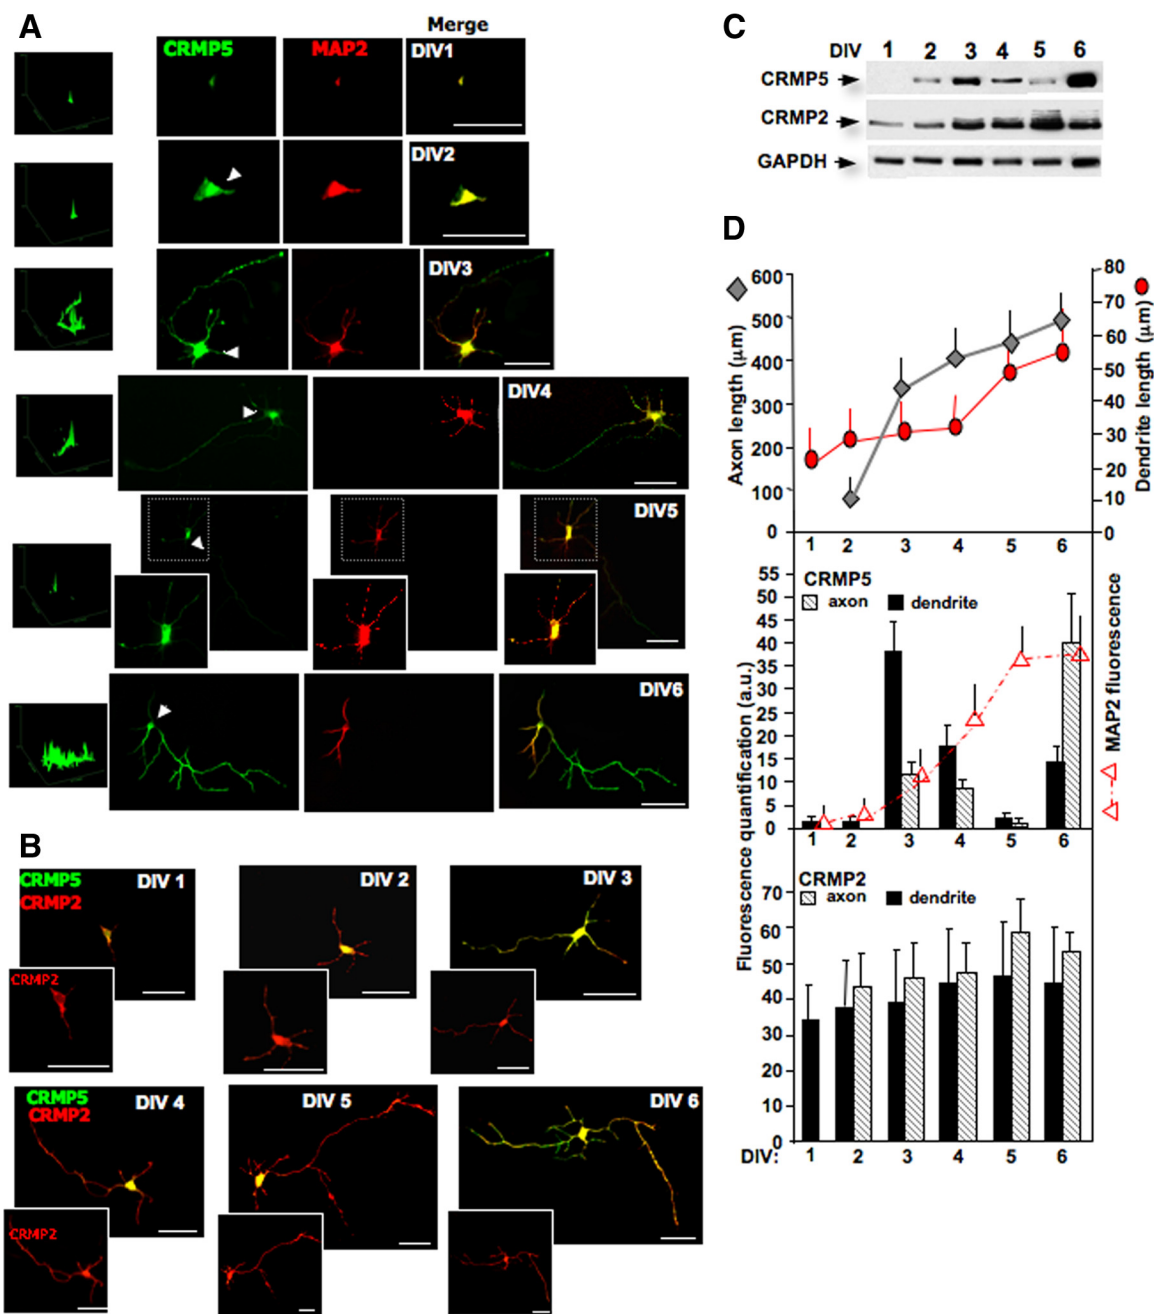 A
Merge
CRMP5 MAP2 DIV1
DIV2
DIV3
DIV4
DIV5
DIV6
B
CRMP5 DIV 1
CRMP2
CRMP2
DIV 2
DIV 3
CRMP5
CRMP2
DIV 4
CRMP2
DIV 5
DIV 6
C
DIV 1 2 3 4 5 6
CRMP5
CRMP2
GAPDH
D
Axon length (µm)
600
500
400
300
200
100
0
Dendrite length (µm)
80
70
60
50
40
30
20
10
0
1 2 3 4 5 6
Fluorescence quantification (a.u.)
CRMP5
axon dendrite
55
50
45
40
35
30
25
20
15
10
5
0
MAP2 fluorescence
1 2 3 4 5 6
CRMP2
axon dendrite
70
60
50
40
30
20
10
0
DIV: 1 2 3 4 5 6